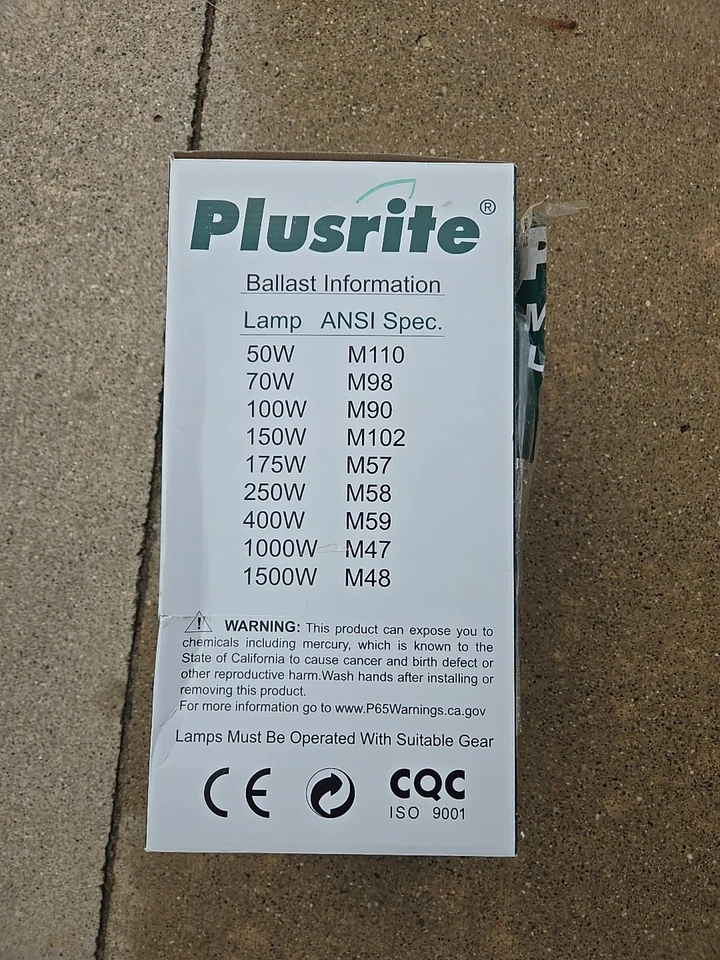 Plusrite®
Ballast Information
Lamp ANSI Spec.
50W M110
70W M98
100W M90
150W M102
175W M57
250W M58
400W M59
1000W M47
1500W M48
WARNING: This product can expose you to
chemicals including mercury, which is known to the
State of California to cause cancer and birth defect or
other reproductive harm.Wash hands after installing or
removing this product.
For more information go to www.P65Warnings.ca.gov
Lamps Must Be Operated With Suitable Gear
CE
CQC
ISO 9001